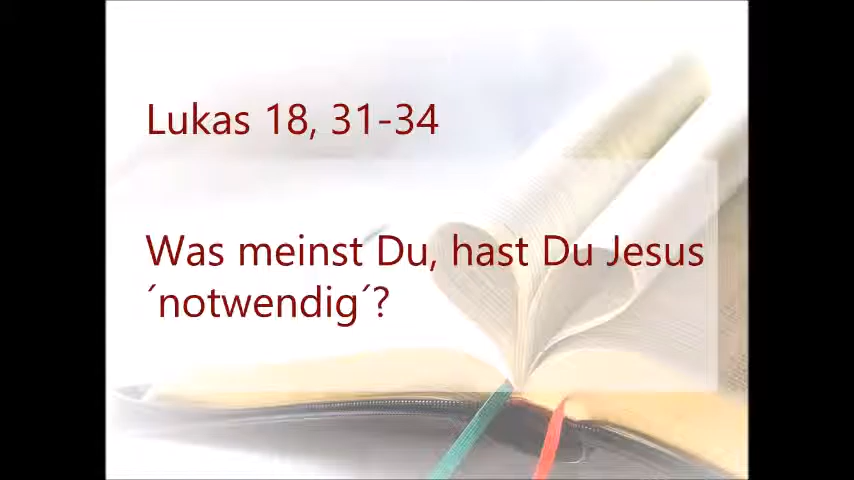 Lukas 18, 31-34
Was meinst Du, hast Du Jesus
´notwendig´?